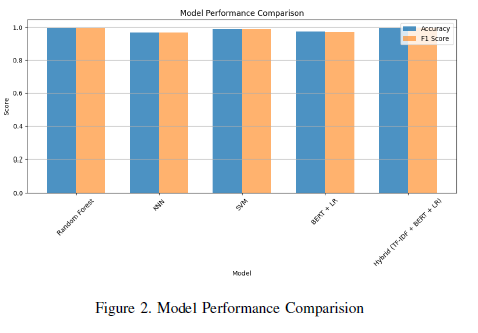 Model Performance Comparison
Accuracy
F1 Score
1.0
0.8
0.6
0.4
0.2
0.0
Score
Random Forest
KNN
SVM
BERT + LR
Hybrid (TF-IDF + BERT + LR)
Model
Figure 2. Model Performance Comparision